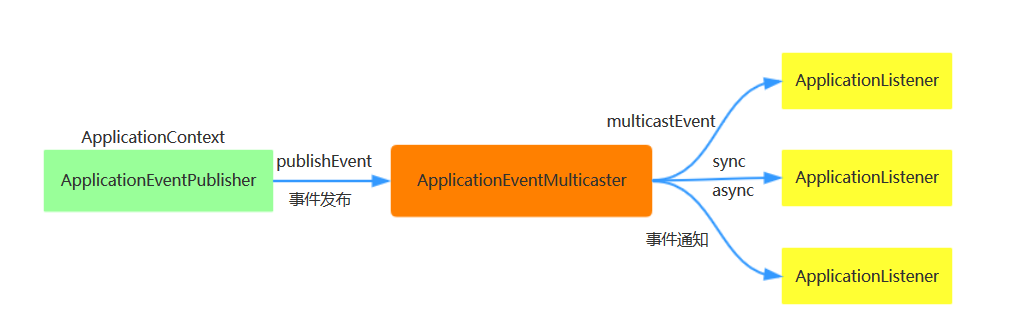 ApplicationContext
ApplicationEventPublisher
publishEvent
事件发布
ApplicationEventMulticaster
multicastEvent
sync
async
事件通知
ApplicationListener
ApplicationListener
ApplicationListener